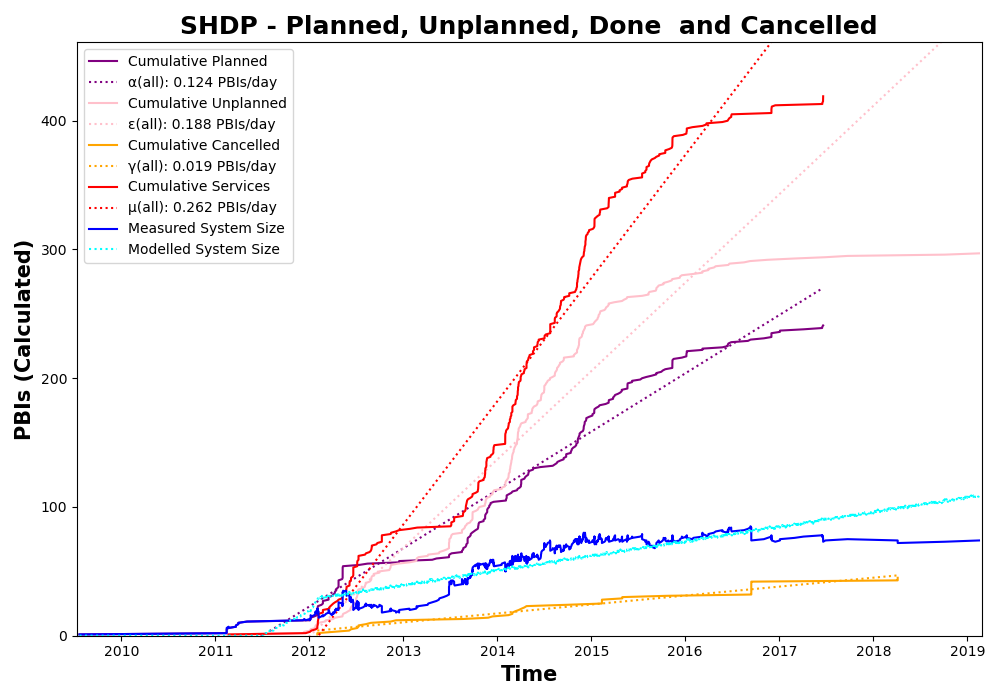 SHDP - Planned, Unplanned, Done  and Cancelled
Cumulative Planned
α(all): 0.124 PBIs/day
Cumulative Unplanned
ε(all): 0.188 PBIs/day
Cumulative Cancelled
γ(all): 0.019 PBIs/day
Cumulative Services
μ(all): 0.262 PBIs/day
Measured System Size
Modelled System Size
PBIs (Calculated)
400
300
200
100
0
2010 2011 2012 2013 2014 2015 2016 2017 2018 2019
Time